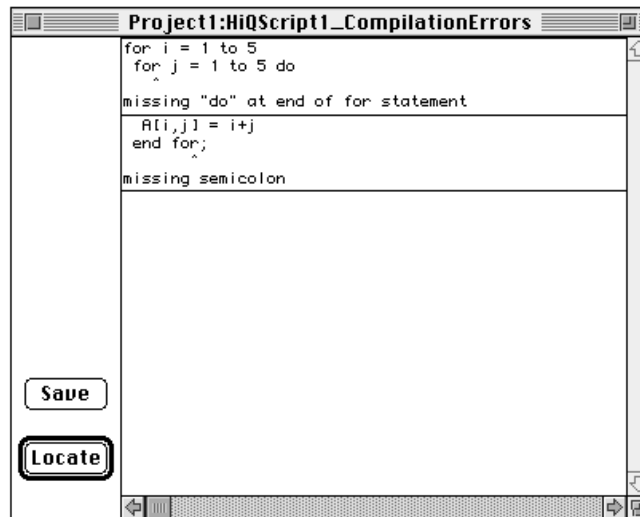 Project1:HiQScript1_CompilationErrors
for i = 1 to 5
for j = 1 to 5 do
^
missing "do" at end of for statement
A[i,j] = i+j
end for;
^
missing semicolon
Save
Locate